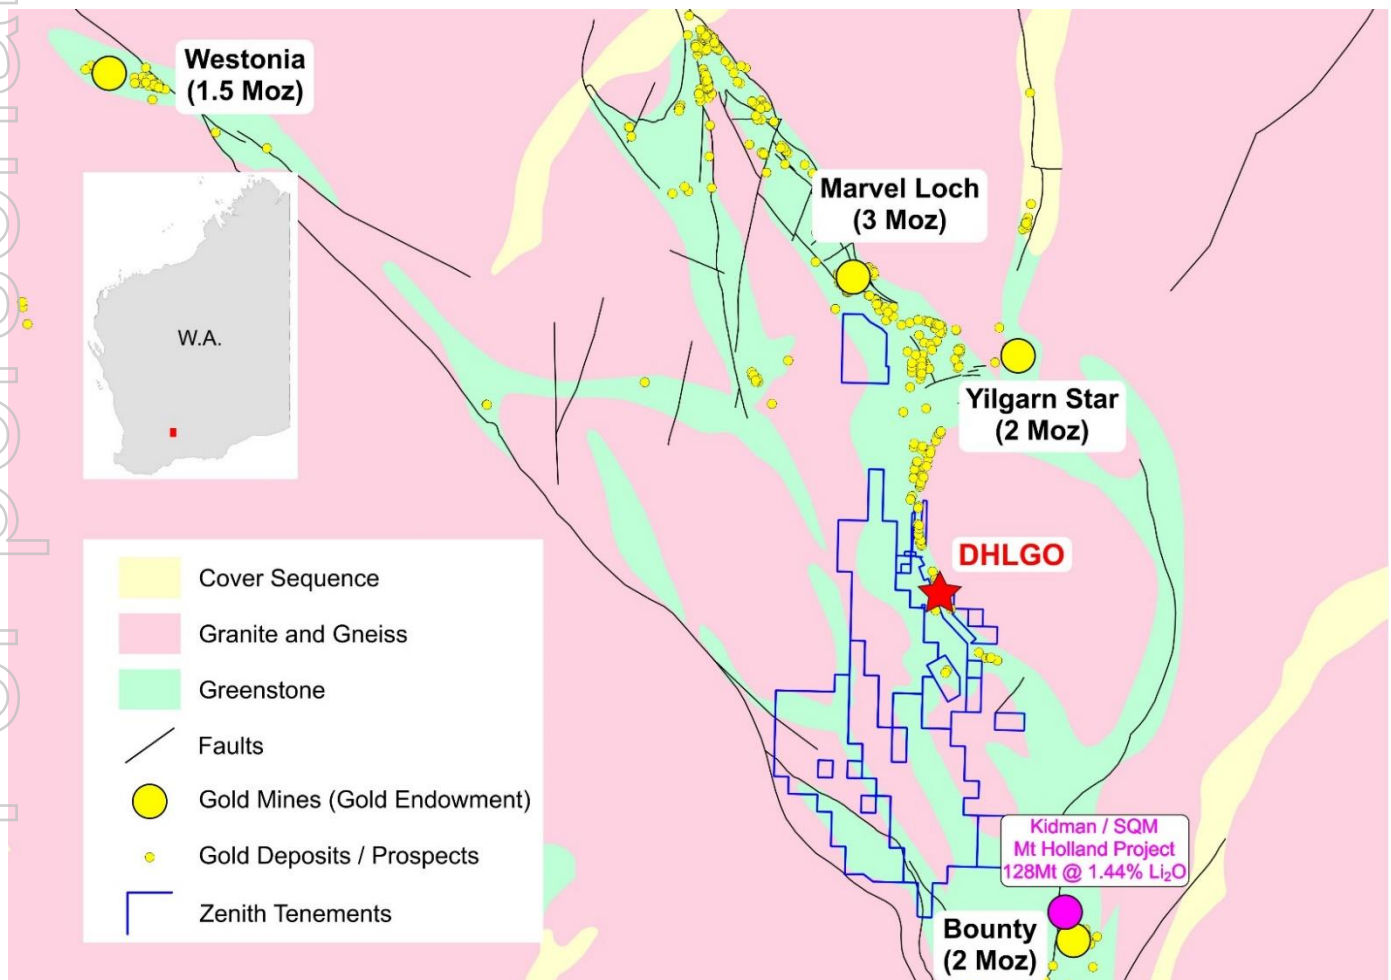 Westonia
(1.5 Moz)
Marvel Loch
(3 Moz)
W.A.
Yilgarn Star
(2 Moz)
DHLGO
Cover Sequence
Granite and Gneiss
Greenstone
Faults
Gold Mines (Gold Endowment)
Gold Deposits / Prospects
Zenith Tenements
Kidman / SQM
Mt Holland Project
128Mt @ 1.44% Li₂O
Bounty
(2 Moz)